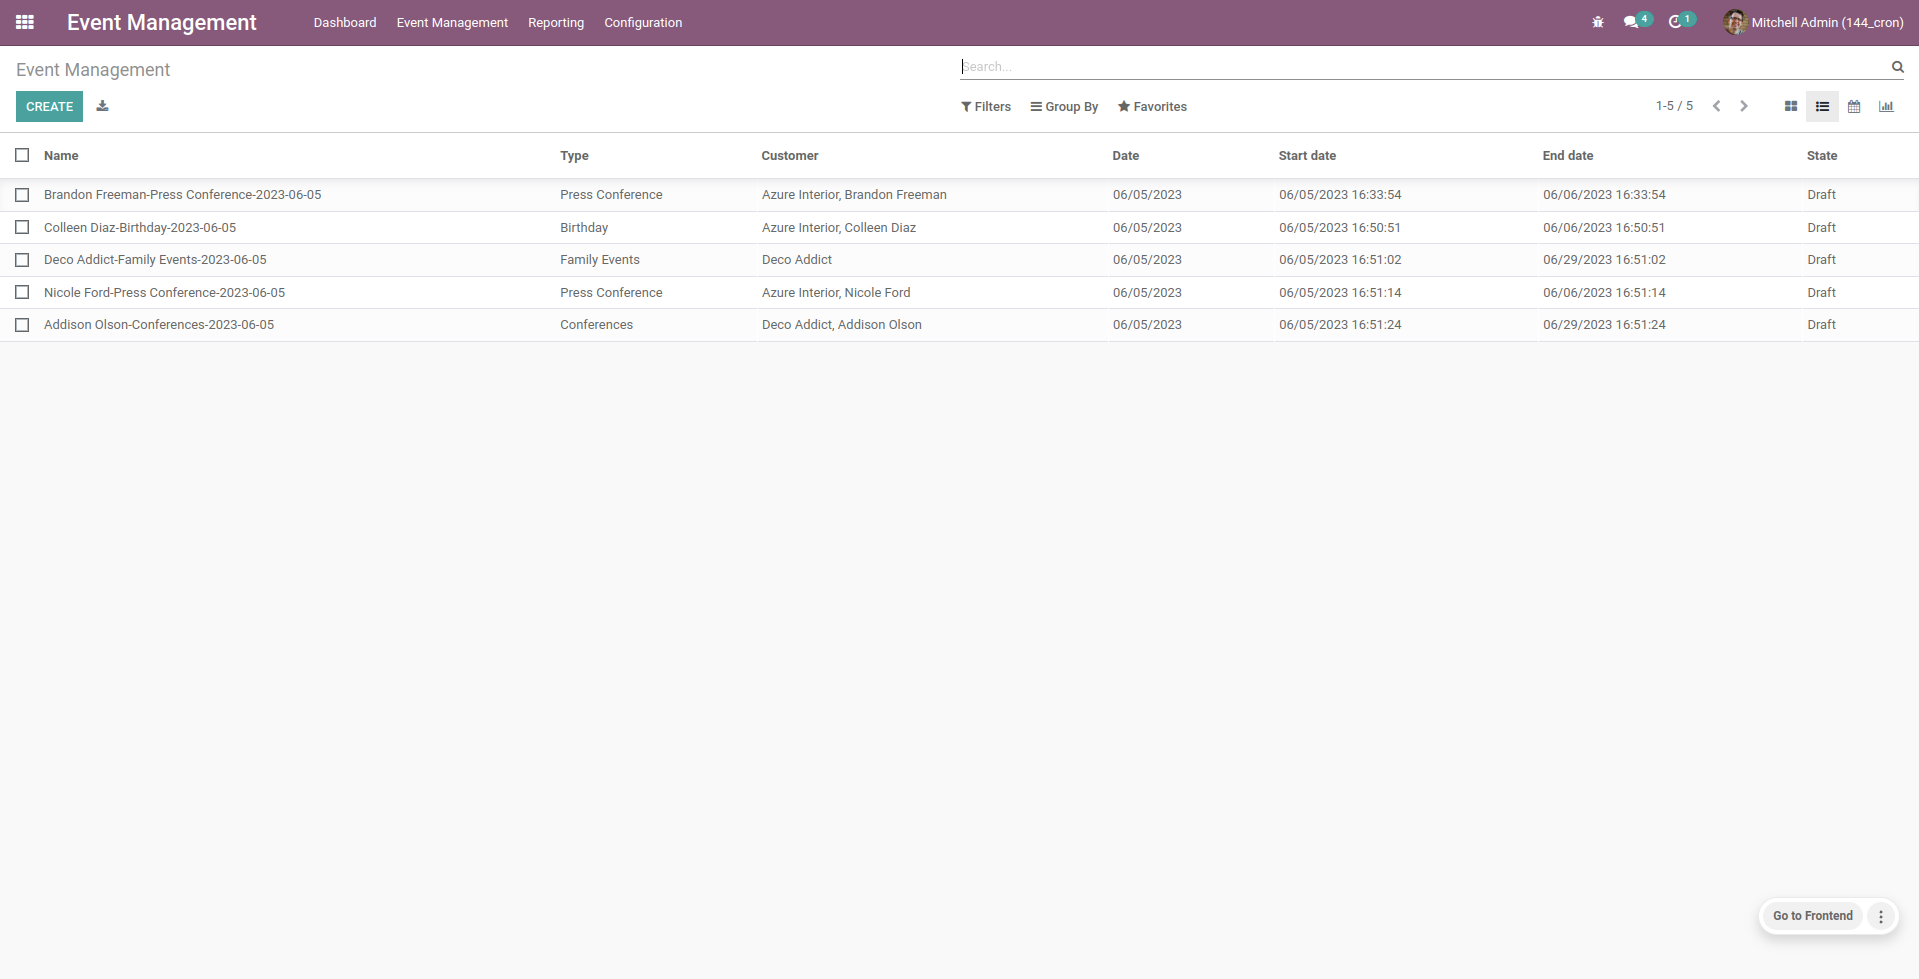 Event Management Dashboard Event Management Reporting Configuration 4 1 Mitchell Admin (144_cron)
Event Management Search...
CREATE Filters Group By Favorites 1-5 / 5
Name Type Customer Date Start date End date State
Brandon Freeman-Press Conference-2023-06-05 Press Conference Azure Interior, Brandon Freeman 06/05/2023 06/05/2023 16:33:54 06/06/2023 16:33:54 Draft
Colleen Diaz-Birthday-2023-06-05 Birthday Azure Interior, Colleen Diaz 06/05/2023 06/05/2023 16:50:51 06/06/2023 16:50:51 Draft
Deco Addict-Family Events-2023-06-05 Family Events Deco Addict 06/05/2023 06/05/2023 16:51:02 06/29/2023 16:51:02 Draft
Nicole Ford-Press Conference-2023-06-05 Press Conference Azure Interior, Nicole Ford 06/05/2023 06/05/2023 16:51:14 06/06/2023 16:51:14 Draft
Addison Olson-Conferences-2023-06-05 Conferences Deco Addict, Addison Olson 06/05/2023 06/05/2023 16:51:24 06/29/2023 16:51:24 Draft
Go to Frontend